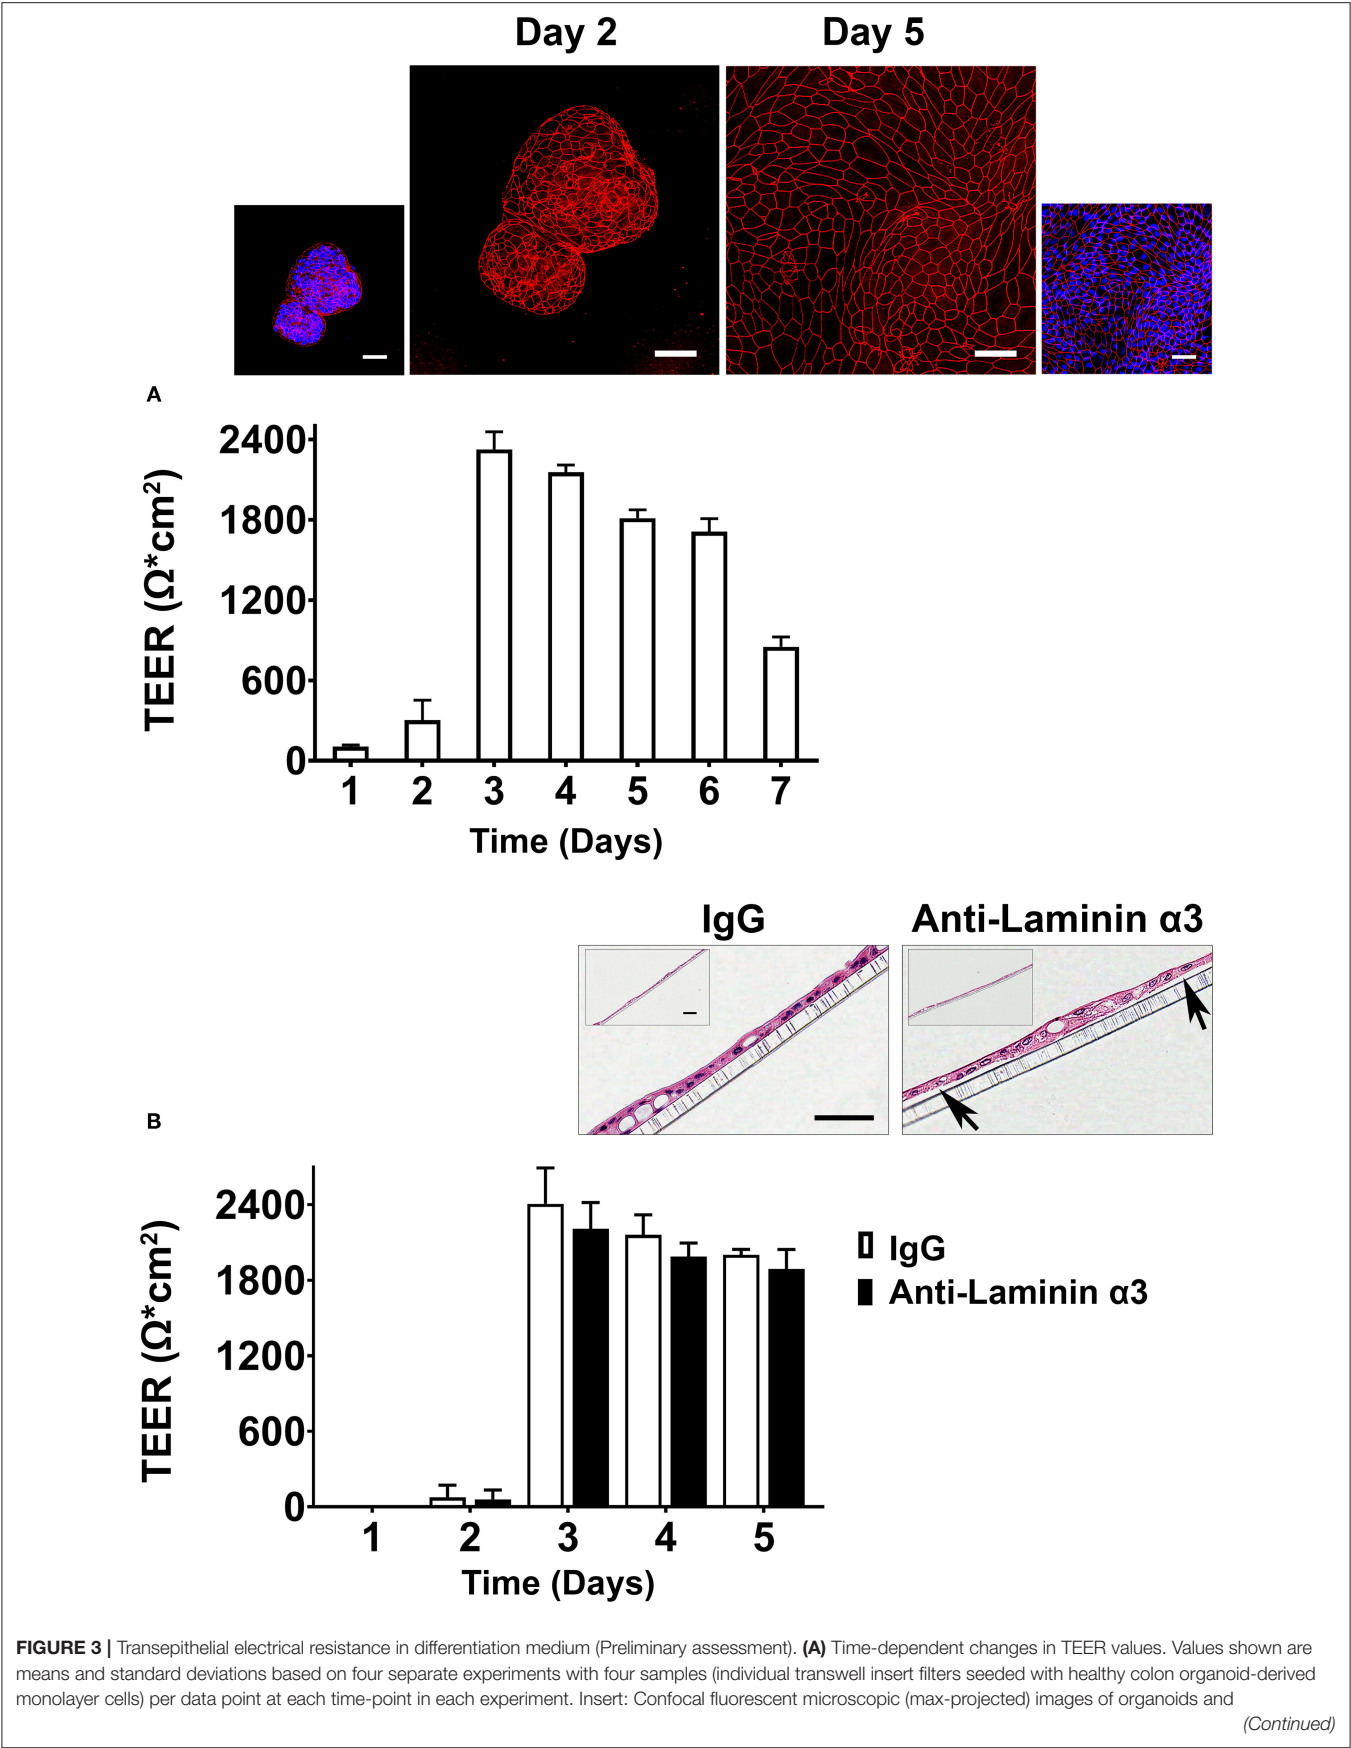 Day 2 Day 5
A
2400
1800
1200
600
0
TEER (Ω*cm²)
1 2 3 4 5 6 7
Time (Days)
IgG Anti-Laminin α3
B
2400
1800
1200
600
0
TEER (Ω*cm²)
IgG
Anti-Laminin α3
1 2 3 4 5
Time (Days)
FIGURE 3 | Transepithelial electrical resistance in differentiation medium (Preliminary assessment). (A) Time-dependent changes in TEER values. Values shown are
means and standard deviations based on four separate experiments with four samples (individual transwell insert filters seeded with healthy colon organoid-derived
monolayer cells) per data point at each time-point in each experiment. Insert: Confocal fluorescent microscopic (max-projected) images of organoids and
(Continued)